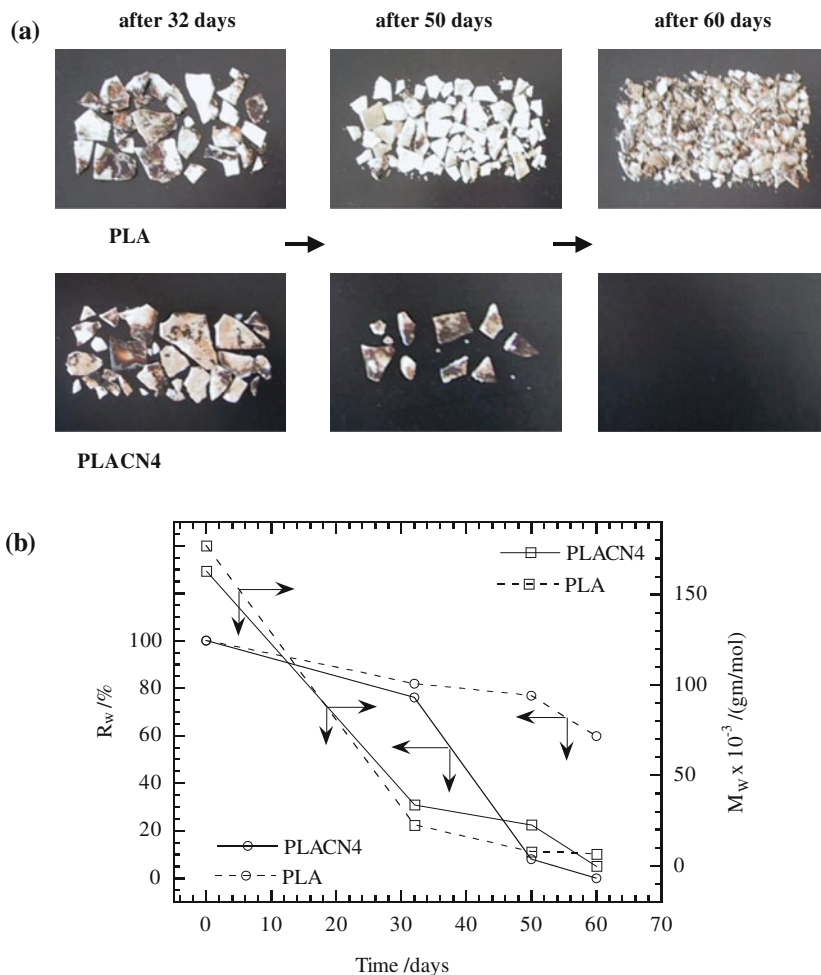 (a)
after 32 days after 50 days after 60 days
PLA
PLACN4
(b)
PLACN4
PLA
R_w /%
100
80
60
40
20
0
150
100
50
0
M_W x 10^-3 /(gm/mol)
PLACN4
PLA
0 10 20 30 40 50 60 70
Time /days